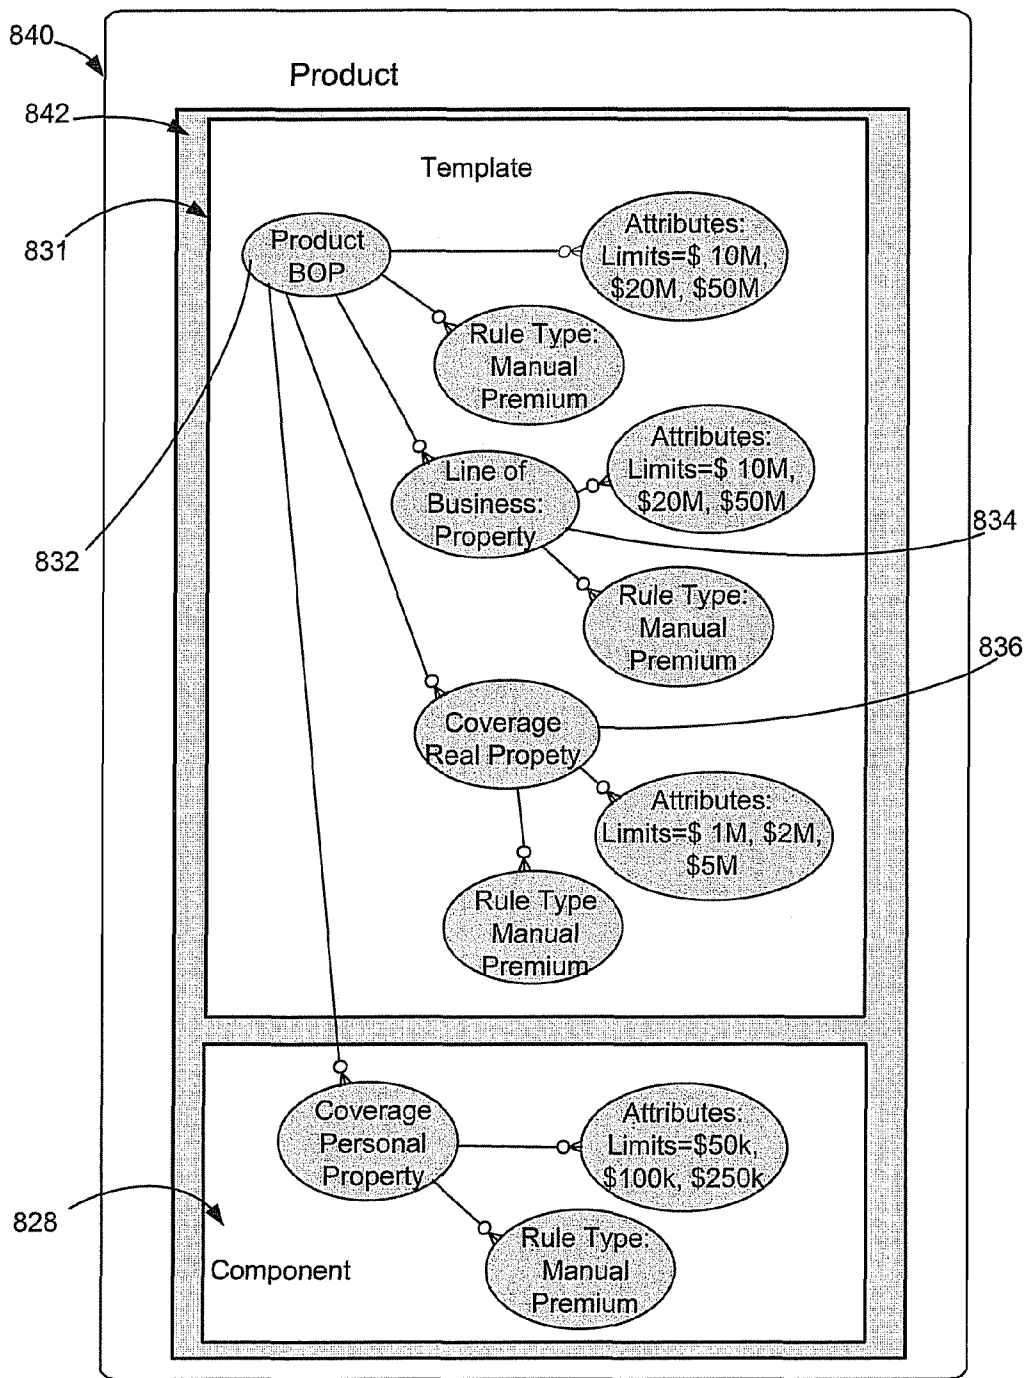 840
Product
842
Template
831
Product
BOP
Attributes:
Limits=$ 10M,
$20M, $50M
Rule Type:
Manual
Premium
Line of
Business:
Property
Attributes:
Limits=$ 10M,
$20M, $50M
834
832
Rule Type:
Manual
Premium
836
Coverage
Real Propety
Attributes:
Limits=$ 1M, $2M,
$5M
Rule Type
Manual
Premium
Coverage
Personal
Property
Attributes:
Limits=$50k,
$100k, $250k
828
Component
Rule Type:
Manual
Premium